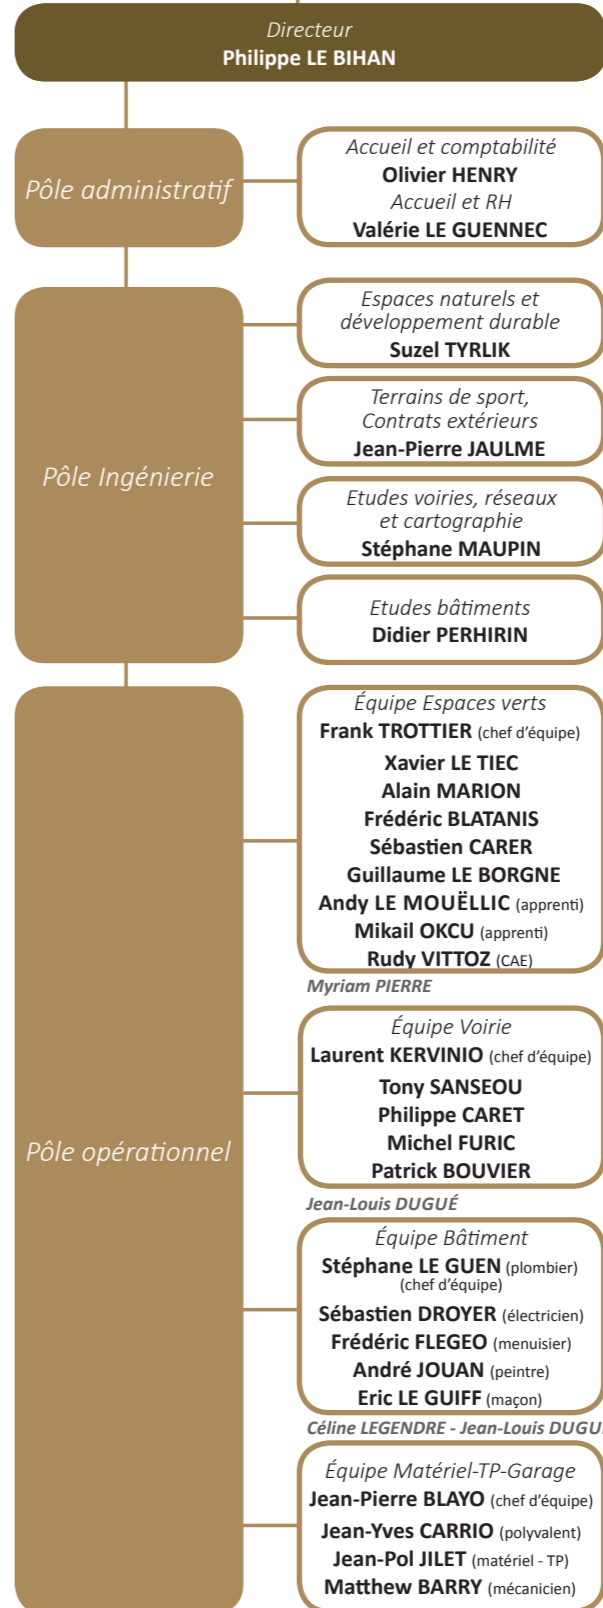 Directeur
Philippe LE BIHAN
Pôle administratif
Accueil et comptabilité
Olivier HENRY
Accueil et RH
Valérie LE GUENNEC
Pôle Ingénierie
Espaces naturels et
développement durable
Suzel TYRLIK
Terrains de sport,
Contrats extérieurs
Jean-Pierre JAULME
Etudes voiries, réseaux
et cartographie
Stéphane MAUPIN
Etudes bâtiments
Didier PERHIRIN
Pôle opérationnel
Équipe Espaces verts
Frank TROTTIER (chef d'équipe)
Xavier LE TIEC
Alain MARION
Frédéric BLATANIS
Sébastien CARER
Guillaume LE BORGNE
Andy LE MOUËLLIC (apprenti)
Mikail OKCU (apprenti)
Rudy VITTOZ (CAE)
Myriam PIERRE
Équipe Voirie
Laurent KERVINIO (chef d'équipe)
Tony SANSEOU
Philippe CARET
Michel FURIC
Patrick BOUVIER
Jean-Louis DUGUÉ
Équipe Bâtiment
Stéphane LE GUEN (plombier)
(chef d'équipe)
Sébastien DROYER (électricien)
Frédéric FLEGEO (menuisier)
André JOUAN (peintre)
Eric LE GUIFF (maçon)
Céline LEGENDRE - Jean-Louis DUGU
Équipe Matériel-TP-Garage
Jean-Pierre BLAYO (chef d'équipe)
Jean-Yves CARRIO (polyvalent)
Jean-Pol JILET (matériel - TP)
Matthew BARRY (mécanicien)